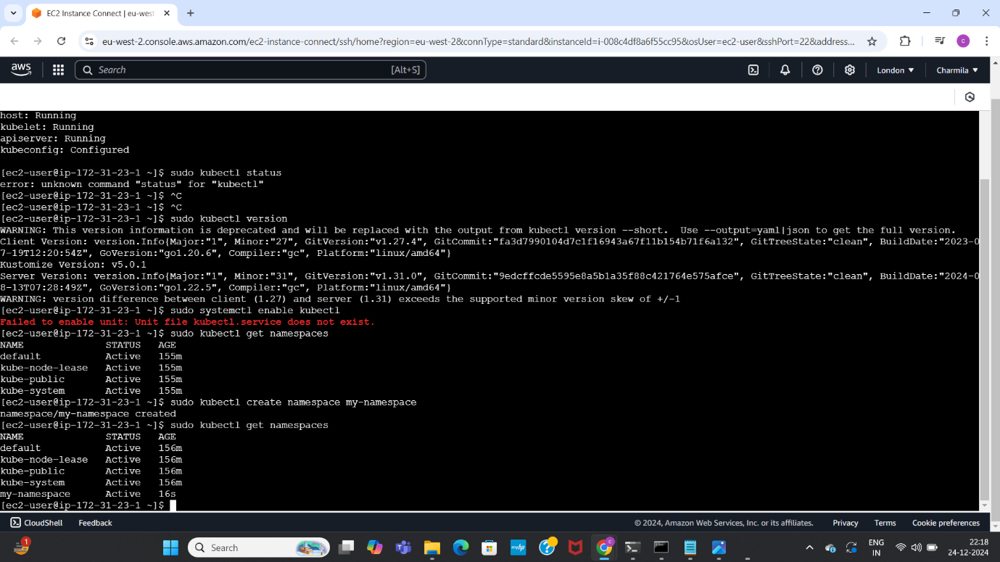 EC2 Instance Connect | eu-west
eu-west-2.console.aws.amazon.com/ec2-instance-connect/ssh/home?region=eu-west-2&connType=standard&instanceId=i-008c4df8a6f55cc95&osUser=ec2-user&sshPort=22&address...
C
aws
Search
[Alt+S]
London
Charmila
host: Running
kubelet: Running
apiserver: Running
kubeconfig: Configured
[ec2-user@ip-172-31-23-1 ~]$ sudo kubectl status
error: unknown command "status" for "kubectl"
[ec2-user@ip-172-31-23-1 ~]$ ^C
[ec2-user@ip-172-31-23-1 ~]$ ^C
[ec2-user@ip-172-31-23-1 ~]$ sudo kubectl version
WARNING: This version information is deprecated and will be replaced with the output from kubectl version --short.  Use --output=yaml|json to get the full version.
Client Version: version.Info{Major:"1", Minor:"27", GitVersion:"v1.27.4", GitCommit:"fa3d7990104d7c1f16943a67f11b154b71f6a132", GitTreeState:"clean", BuildDate:"2023-0
7-19T12:20:54Z", GoVersion:"go1.20.6", Compiler:"gc", Platform:"linux/amd64"}
Kustomize Version: v5.0.1
Server Version: version.Info{Major:"1", Minor:"31", GitVersion:"v1.31.0", GitCommit:"9edcffcde5595e8a5b1a35f88c421764e575afce", GitTreeState:"clean", BuildDate:"2024-0
8-13T07:28:49Z", GoVersion:"go1.22.5", Compiler:"gc", Platform:"linux/amd64"}
WARNING: version difference between client (1.27) and server (1.31) exceeds the supported minor version skew of +/-1
[ec2-user@ip-172-31-23-1 ~]$ sudo systemctl enable kubectl
Failed to enable unit: Unit file kubectl.service does not exist.
[ec2-user@ip-172-31-23-1 ~]$ sudo kubectl get namespaces
NAME              STATUS   AGE
default           Active   155m
kube-node-lease   Active   155m
kube-public       Active   155m
kube-system       Active   155m
[ec2-user@ip-172-31-23-1 ~]$ sudo kubectl create namespace my-namespace
namespace/my-namespace created
[ec2-user@ip-172-31-23-1 ~]$ sudo kubectl get namespaces
NAME              STATUS   AGE
default           Active   156m
kube-node-lease   Active   156m
kube-public       Active   156m
kube-system       Active   156m
my-namespace      Active   16s
[ec2-user@ip-172-31-23-1 ~]$
CloudShell
Feedback
© 2024, Amazon Web Services, Inc. or its affiliates.
Privacy
Terms
Cookie preferences
1
Search
myhp
ENG
IN
22:18
24-12-2024